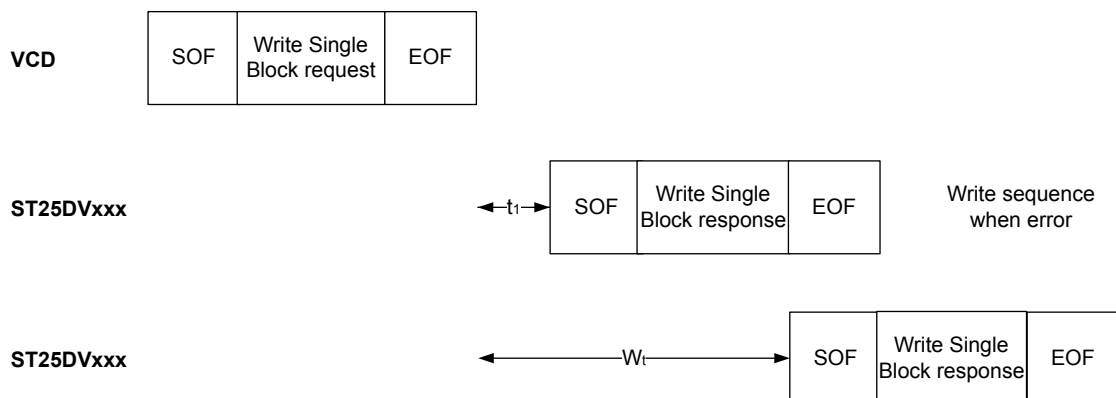 VCD
SOF
Write Single
Block request
EOF
ST25DVxxx
t1
SOF
Write Single
Block response
EOF
Write sequence
when error
ST25DVxxx
Wt
SOF
Write Single
Block response
EOF